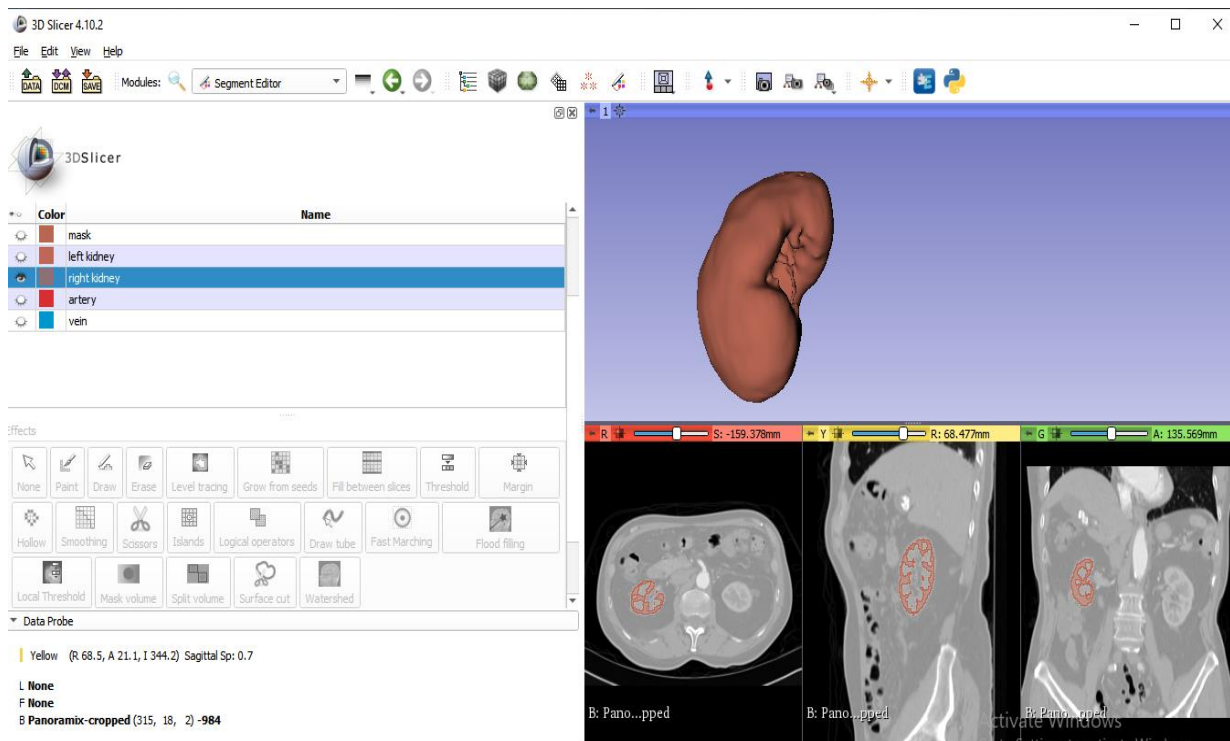 3D Slicer 4.10.2
File Edit View Help
DATA DCM SAVE Modules: Segment Editor
1
3DSlicer
Color Name
mask
left kidney
right kidney
artery
vein
Effects
None Paint Draw Erase Level tracing Grow from seeds Fill between slices Threshold Margin
Hollow Smoothing Scissors Islands Logical operators Draw tube Fast Marching Flood filling
Local Threshold Mask volume Split volume Surface cut Watershed
Data Probe
Yellow (R 68.5, A 21.1, I 344.2) Sagittal Sp: 0.7
L None
F None
B Panoramix-cropped (315, 18, 2) -984
R S: -159.378mm Y R: 68.477mm G A: 135.569mm
B: Pano...pped B: Pano...pped B: Pano...pped
Activate Windows